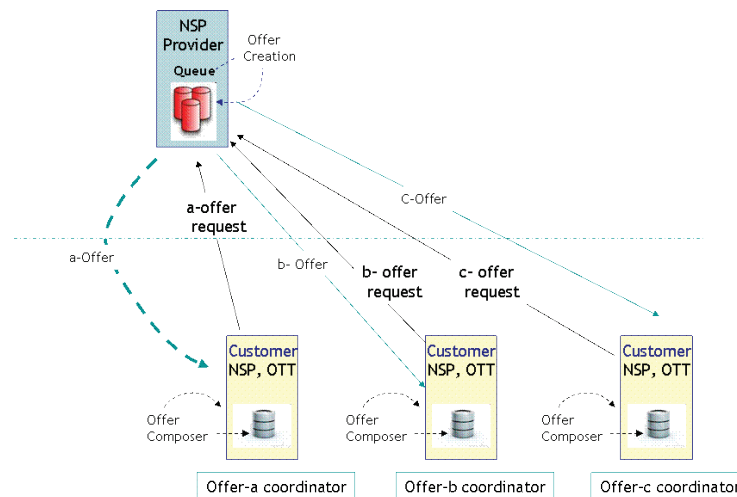 NSP
Provider
Queue
Offer
Creation
a-offer
request
C-Offer
a-Offer
b- Offer
b- offer
request
c- offer
request
Customer
NSP, OTT
Customer
NSP, OTT
Customer
NSP, OTT
Offer
Composer
Offer
Composer
Offer
Composer
Offer-a coordinator
Offer-b coordinator
Offer-c coordinator